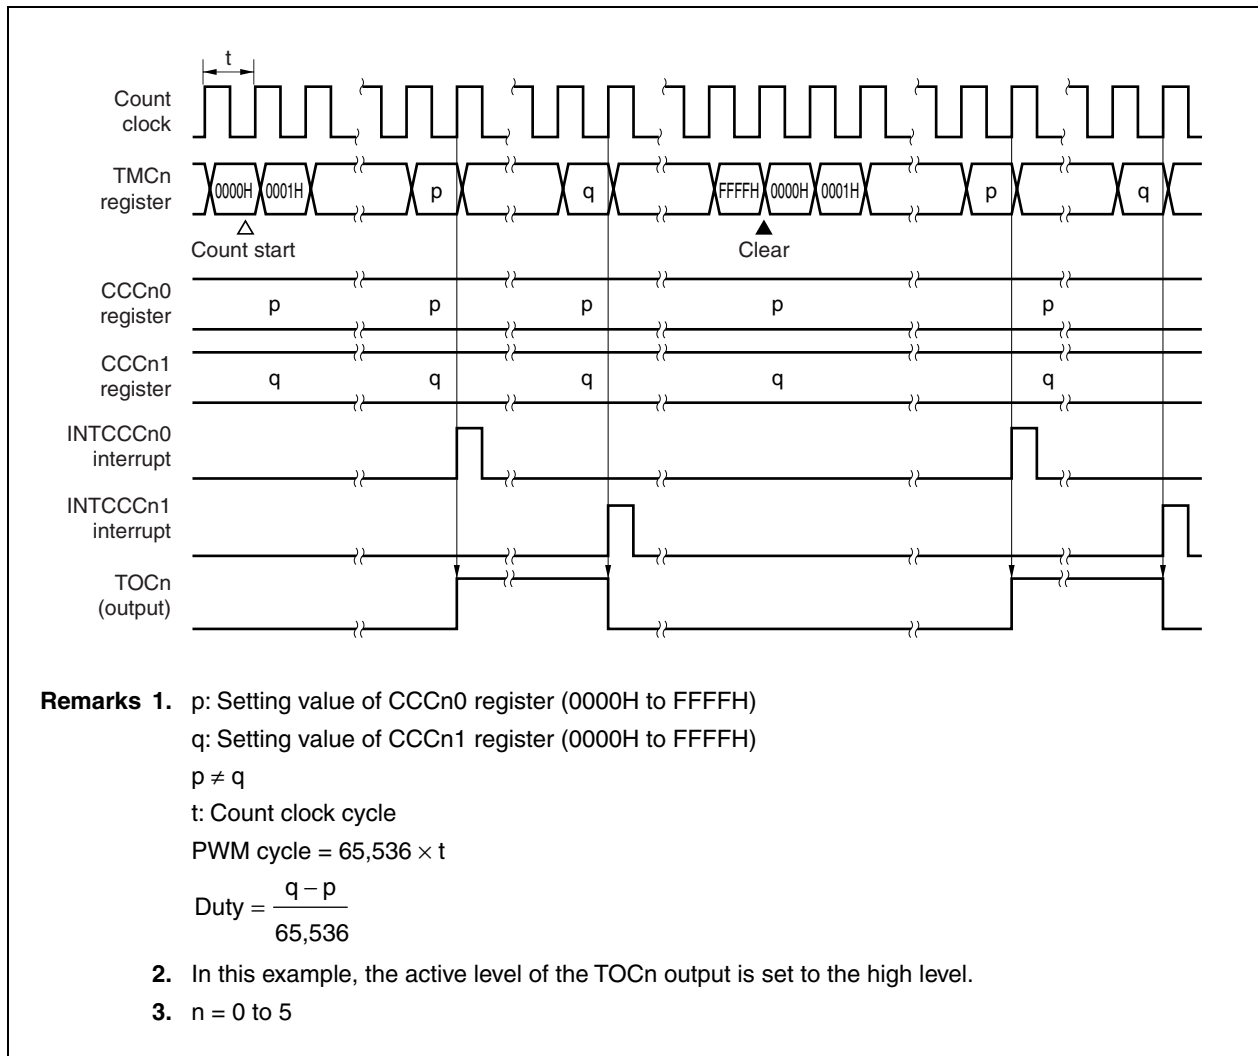 t
Count
clock
TMCn
register
0000H 0001H p q FFFFH 0000H 0001H p q
Count start Clear
CCCn0
register
p p p p p
CCCn1
register
q q q q q
INTCCCn0
interrupt
INTCCCn1
interrupt
TOCn
(output)
Remarks 1. p: Setting value of CCCn0 register (0000H to FFFFH)
q: Setting value of CCCn1 register (0000H to FFFFH)
p ≠ q
t: Count clock cycle
PWM cycle = 65,536 × t
Duty = q − p
65,536
2. In this example, the active level of the TOCn output is set to the high level.
3. n = 0 to 5